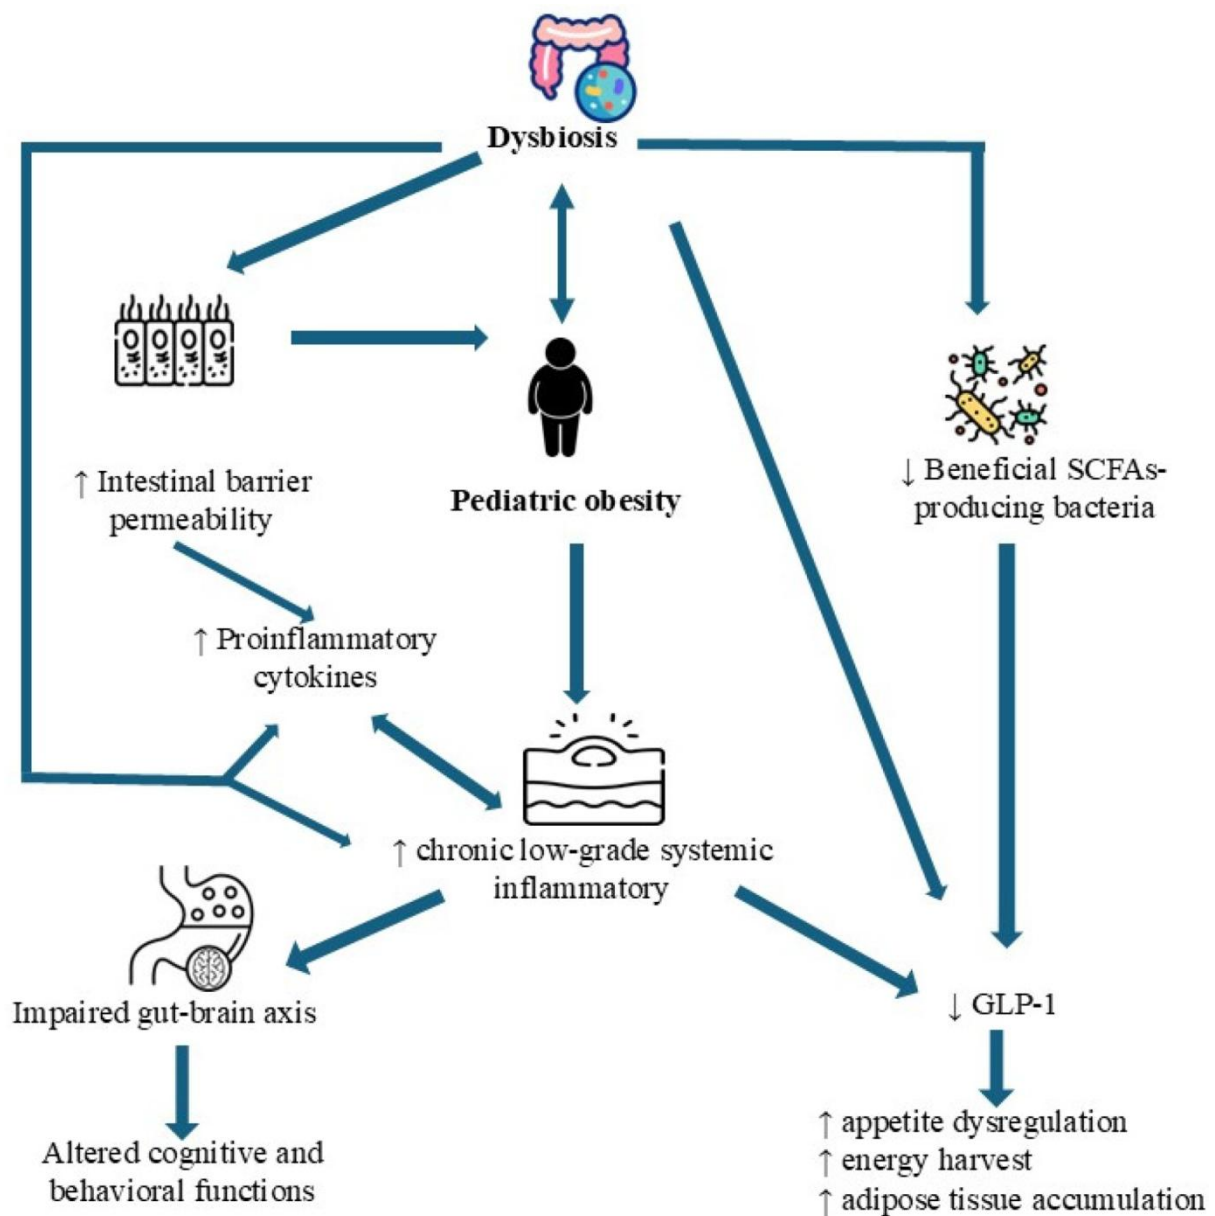 Dysbiosis
↑ Intestinal barrier
permeability
Pediatric obesity
↓ Beneficial SCFAs-
producing bacteria
↑ Proinflammatory
cytokines
↑ chronic low-grade systemic
inflammatory
Impaired gut-brain axis
↓ GLP-1
Altered cognitive and
behavioral functions
↑ appetite dysregulation
↑ energy harvest
↑ adipose tissue accumulation